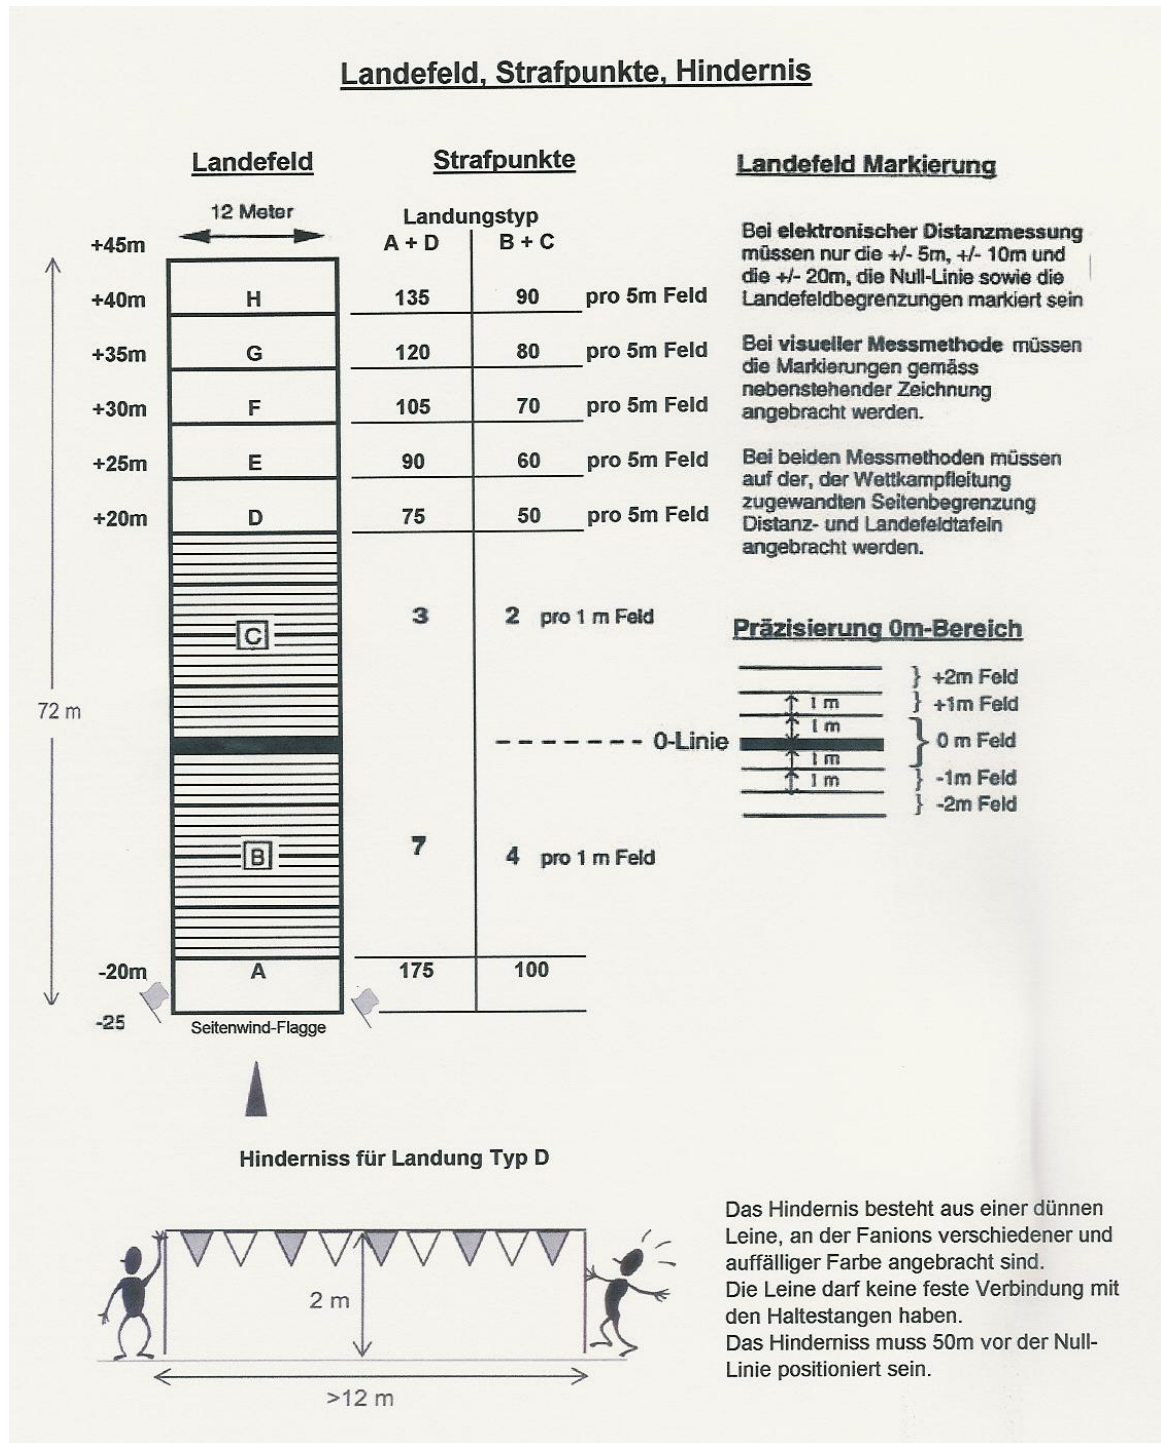 Landefeld, Strafpunkte, Hindernis
Landefeld
Strafpunkte
Landefeld Markierung
12 Meter
Landungstyp
A + D
B + C
+45m
+40m
H
135
90
pro 5m Feld
+35m
G
120
80
pro 5m Feld
+30m
F
105
70
pro 5m Feld
+25m
E
90
60
pro 5m Feld
+20m
D
75
50
pro 5m Feld
C
3
2
pro 1 m Feld
72 m
0-Linie
B
7
4
pro 1 m Feld
-20m
A
175
100
-25
Seitenwind-Flagge
Bei elektronischer Distanzmessung
müssen nur die +/- 5m, +/- 10m und
die +/- 20m, die Null-Linie sowie die
Landefeldbegrenzungen markiert sein
Bei visueller Messmethode müssen
die Markierungen gemäss
nebenstehender Zeichnung
angebracht werden.
Bei beiden Messmethoden müssen
auf der, der Wettkampfleitung
zugewandten Seitenbegrenzung
Distanz- und Landefeldtafeln
angebracht werden.
Präzisierung 0m-Bereich
} +2m Feld
1 m
} +1m Feld
1 m
} 0 m Feld
1 m
} -1m Feld
1 m
} -2m Feld
Hinderniss für Landung Typ D
2 m
>12 m
Das Hindernis besteht aus einer dünnen
Leine, an der Fanions verschiedener und
auffälliger Farbe angebracht sind.
Die Leine darf keine feste Verbindung mit
den Haltestangen haben.
Das Hinderniss muss 50m vor der Null-
Linie positioniert sein.